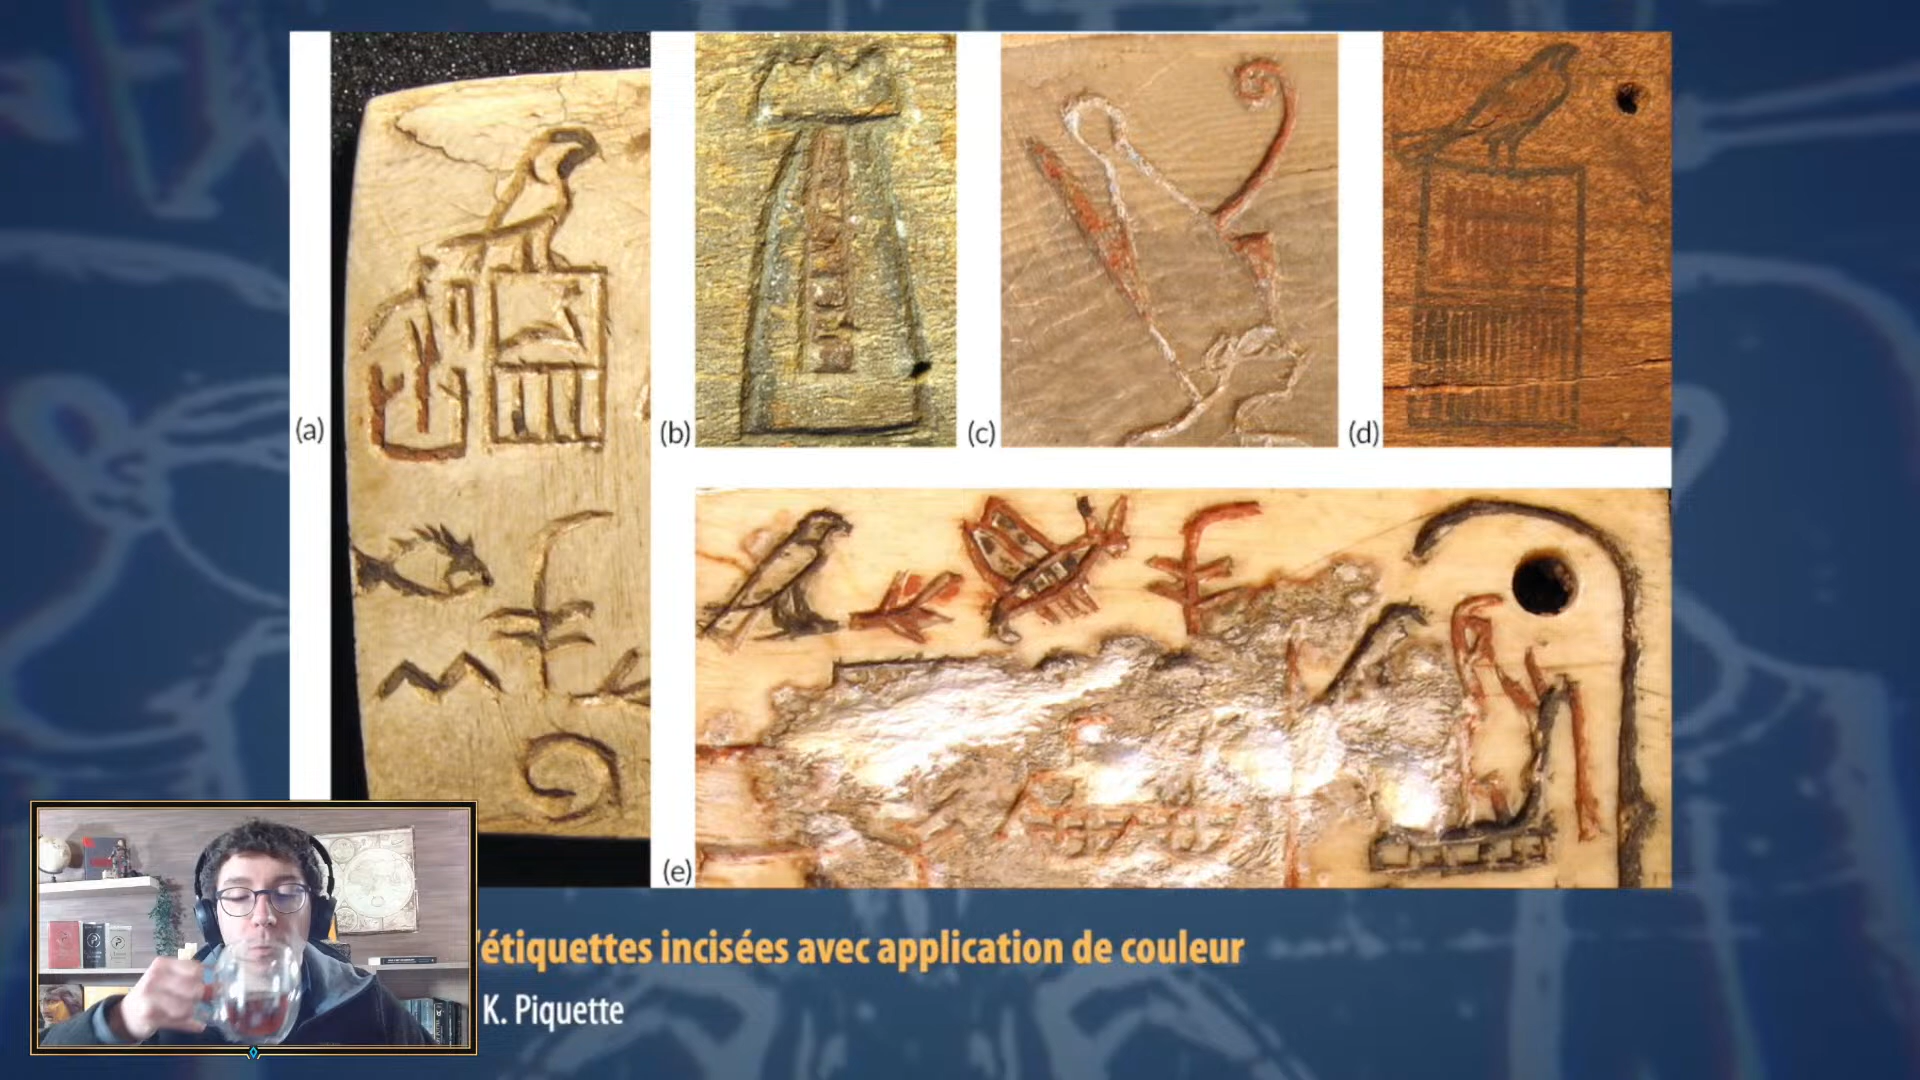 (a)
(b)
(c)
(d)
(e)
'étiquettes incisées avec application de couleur
K. Piquette